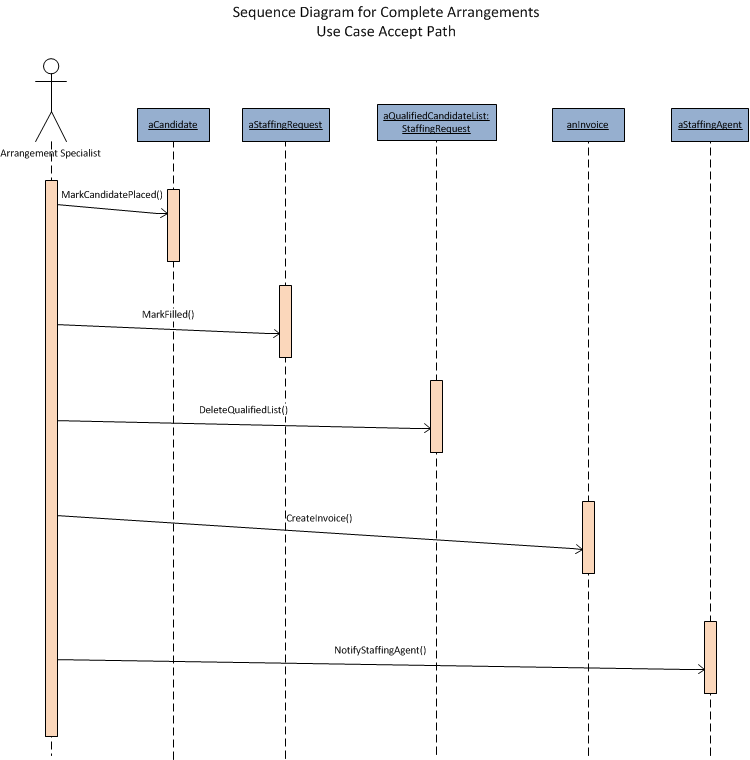 Sequence Diagram for Complete Arrangements
Use Case Accept Path
aCandidate
aStaffingRequest
aQualifiedCandidateList:
StaffingRequest
anInvoice
aStaffingAgent
Arrangement Specialist
MarkCandidatePlaced()
MarkFilled()
DeleteQualifiedList()
CreateInvoice()
NotifyStaffingAgent()